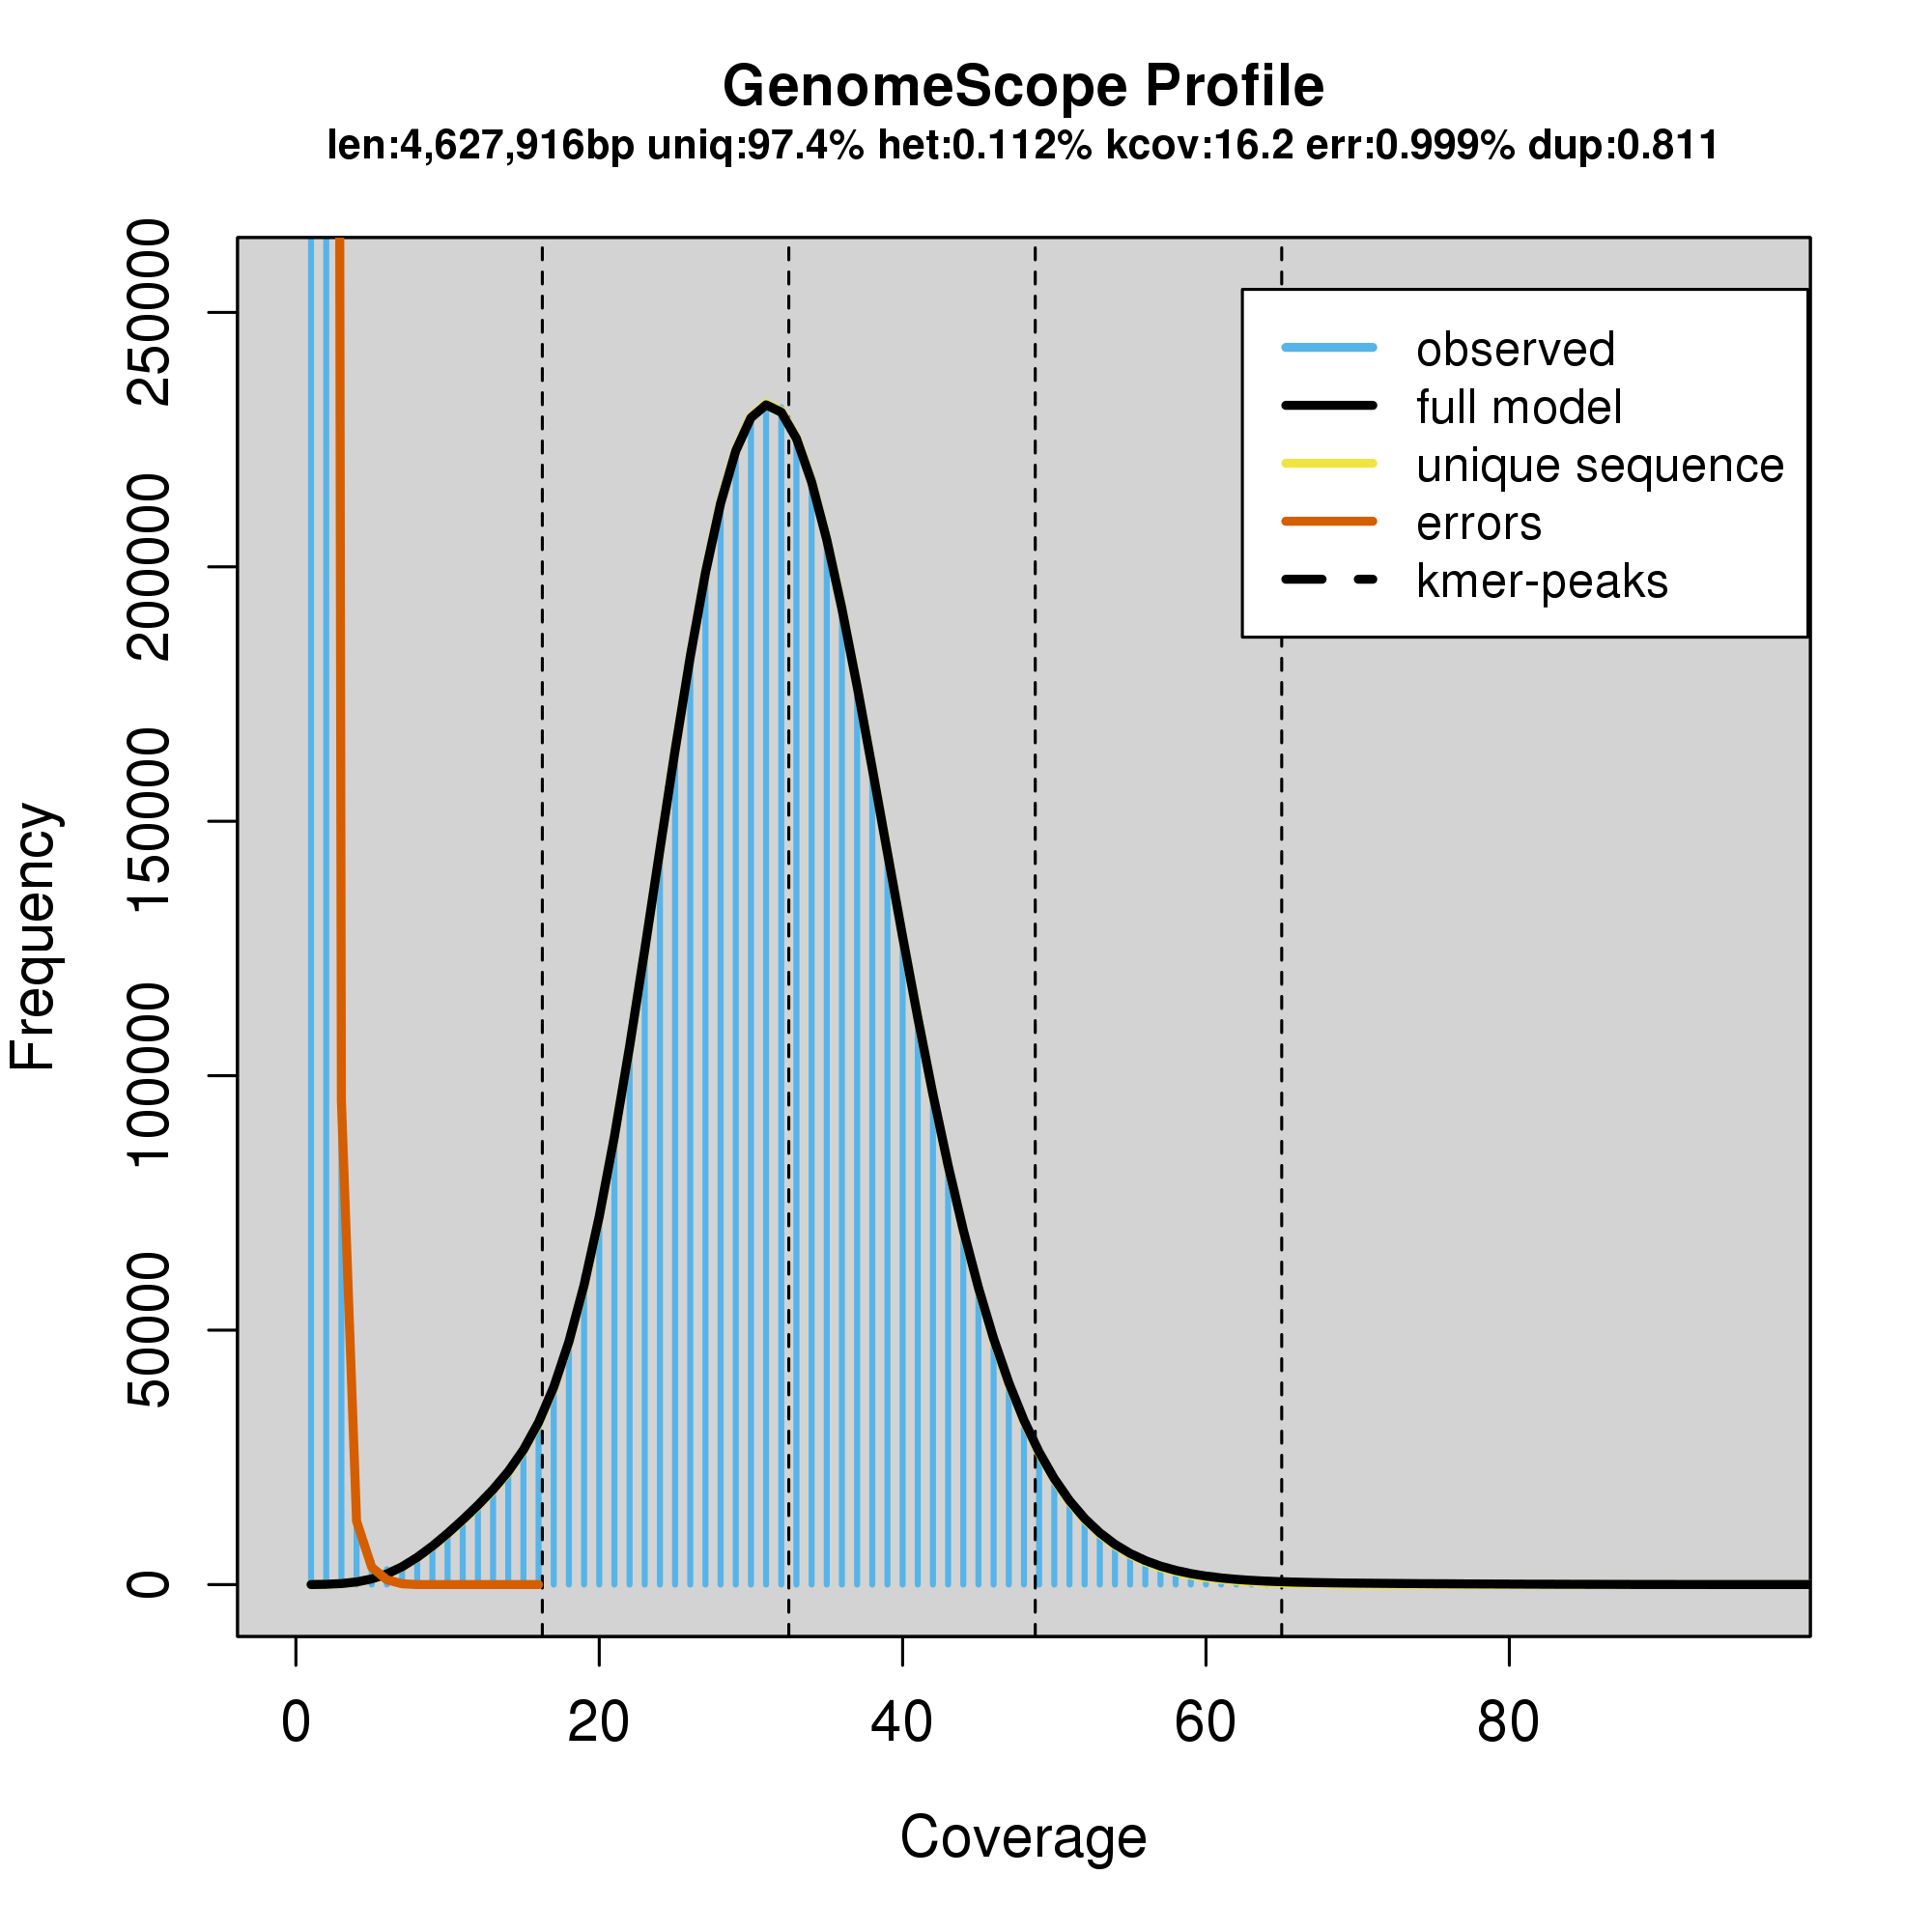 GenomeScope Profile
len:4,627,916bp uniq:97.4% het:0.112% kcov:16.2 err:0.999% dup:0.811
Frequency
250000
200000
150000
100000
50000
0
observed
full model
unique sequence
errors
kmer-peaks
0 20 40 60 80
Coverage